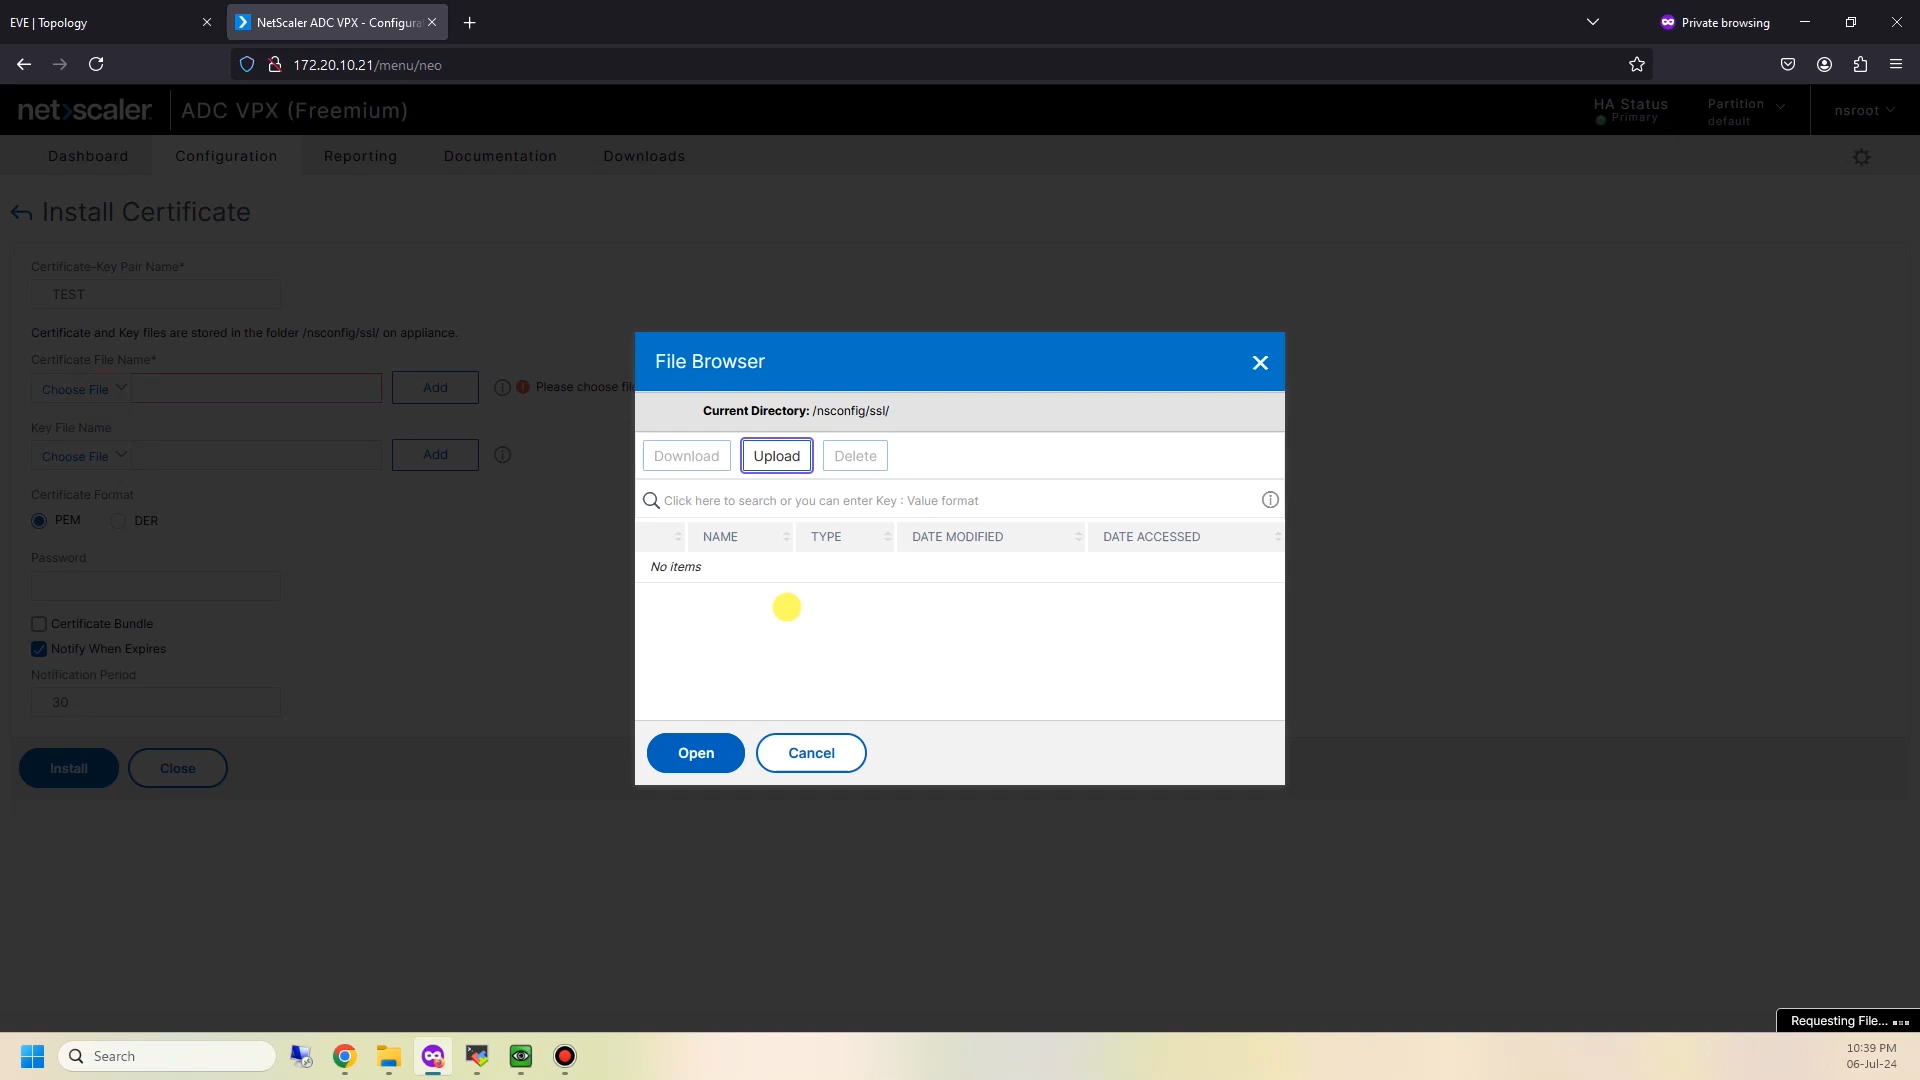 EVE | Topology
NetScaler ADC VPX - Configura
Private browsing
172.20.10.21/menu/neo
net>scaler
ADC VPX (Freemium)
HA Status
Primary
Partition
default
nsroot
Dashboard
Configuration
Reporting
Documentation
Downloads
Install Certificate
Certificate-Key Pair Name*
TEST
Certificate and Key files are stored in the folder /nsconfig/ssl/ on appliance.
Certificate File Name*
Choose File
Add
Please choose file
Key File Name
Choose File
Add
Certificate Format
PEM
DER
Password
Certificate Bundle
Notify When Expires
Notification Period
30
Install
Close
File Browser
Current Directory: /nsconfig/ssl/
Download
Upload
Delete
Click here to search or you can enter Key : Value format
NAME
TYPE
DATE MODIFIED
DATE ACCESSED
No items
Open
Cancel
Requesting File...
Search
10:39 PM
06-Jul-24